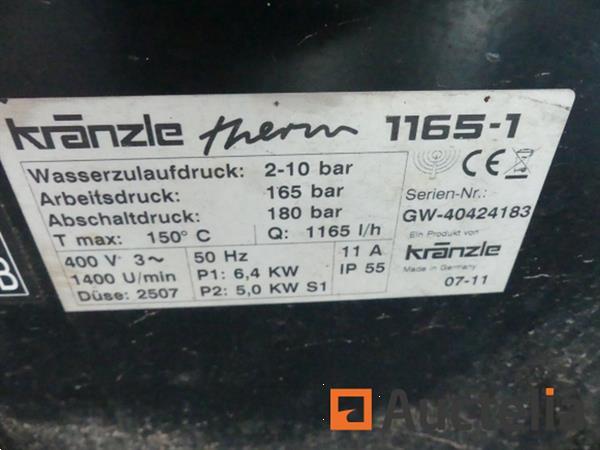 kränzle therm 1165-1
Wasserzulaufdruck: 2-10 bar
Arbeitsdruck: 165 bar
Abschaltdruck: 180 bar
T max: 150° C Q: 1165 l/h
400 V 3~ 50 Hz 11 A
1400 U/min P1: 6,4 KW IP 55
Düse: 2507 P2: 5,0 KW S1
CE
Serien-Nr.:
GW-40424183
Ein Produkt von
kränzle
Made in Germany
07-11
B
Auctelia